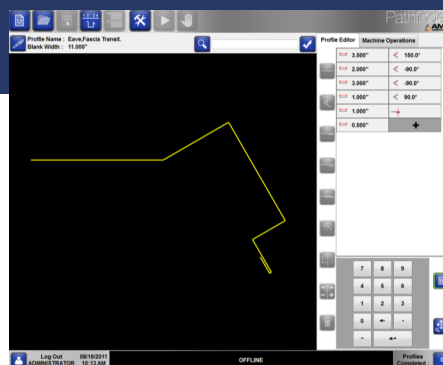 Pathfinder
AM
Profile Name : Eave,Fascia Transit.
Blank Width : 11.000"
Profile Editor Machine Operations
3.500" 150.0°
2.000" -90.0°
3.000" -90.0°
1.000" 90.0°
1.000"
0.500" +
7 8 9
4 5 6
1 2 3
0 ← .
- ↵
Log Out 08/16/2011 Profiles
ADMINISTRATOR 10:13AM OFFLINE Completed :